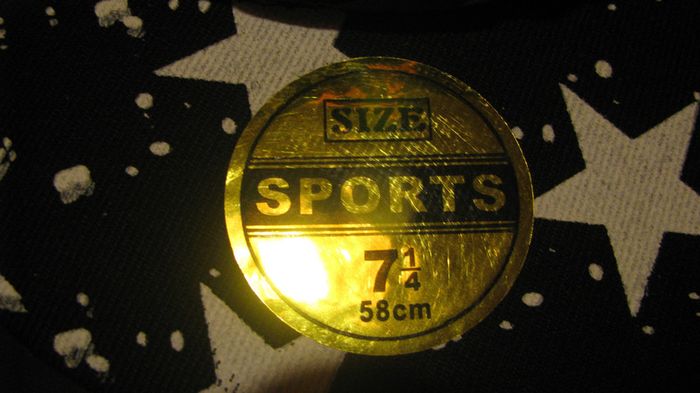 SIZE
SPORTS
7 1/4
58cm